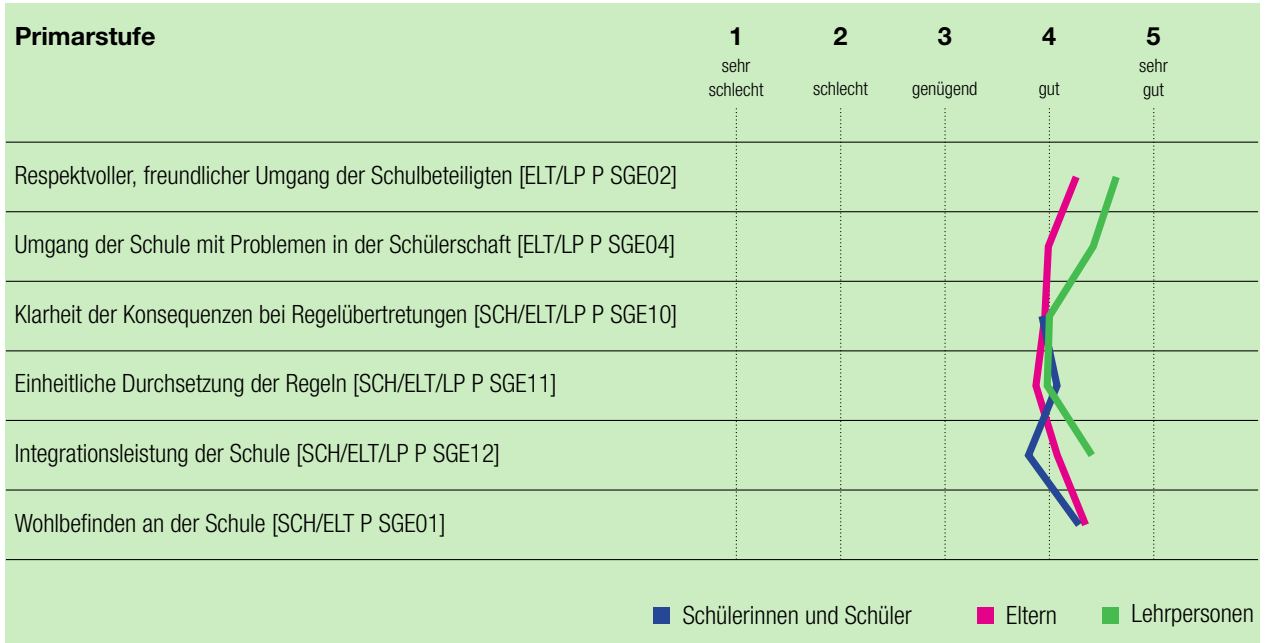 Primarstufe 1 2 3 4 5
sehr sehr
schlecht schlecht genügend gut gut
Respektvoller, freundlicher Umgang der Schulbeteiligten [ELT/LP P SGE02]
Umgang der Schule mit Problemen in der Schülerschaft [ELT/LP P SGE04]
Klarheit der Konsequenzen bei Regelübertretungen [SCH/ELT/LP P SGE10]
Einheitliche Durchsetzung der Regeln [SCH/ELT/LP P SGE11]
Integrationsleistung der Schule [SCH/ELT/LP P SGE12]
Wohlbefinden an der Schule [SCH/ELT P SGE01]
Schülerinnen und Schüler Eltern Lehrpersonen